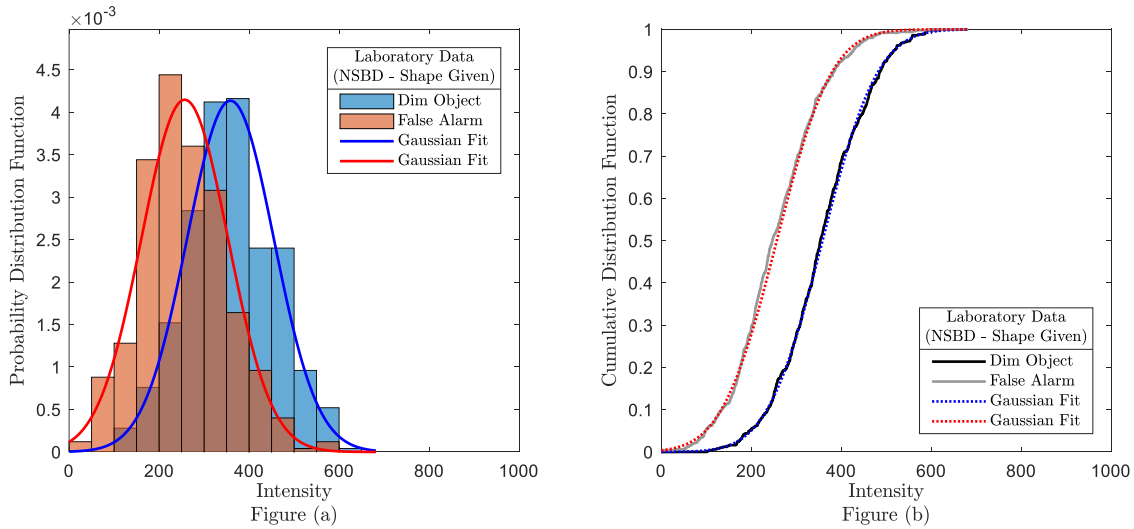 ×10⁻³
4.5
4
3.5
3
2.5
2
1.5
1
0.5
0
Probability Distribution Function
Laboratory Data
(NSBD - Shape Given)
Dim Object
False Alarm
Gaussian Fit
Gaussian Fit
0 200 400 600 800 1000
Intensity
Figure (a)
1
0.9
0.8
0.7
0.6
0.5
0.4
0.3
0.2
0.1
0
Cumulative Distribution Function
Laboratory Data
(NSBD - Shape Given)
Dim Object
False Alarm
Gaussian Fit
Gaussian Fit
0 200 400 600 800 1000
Intensity
Figure (b)